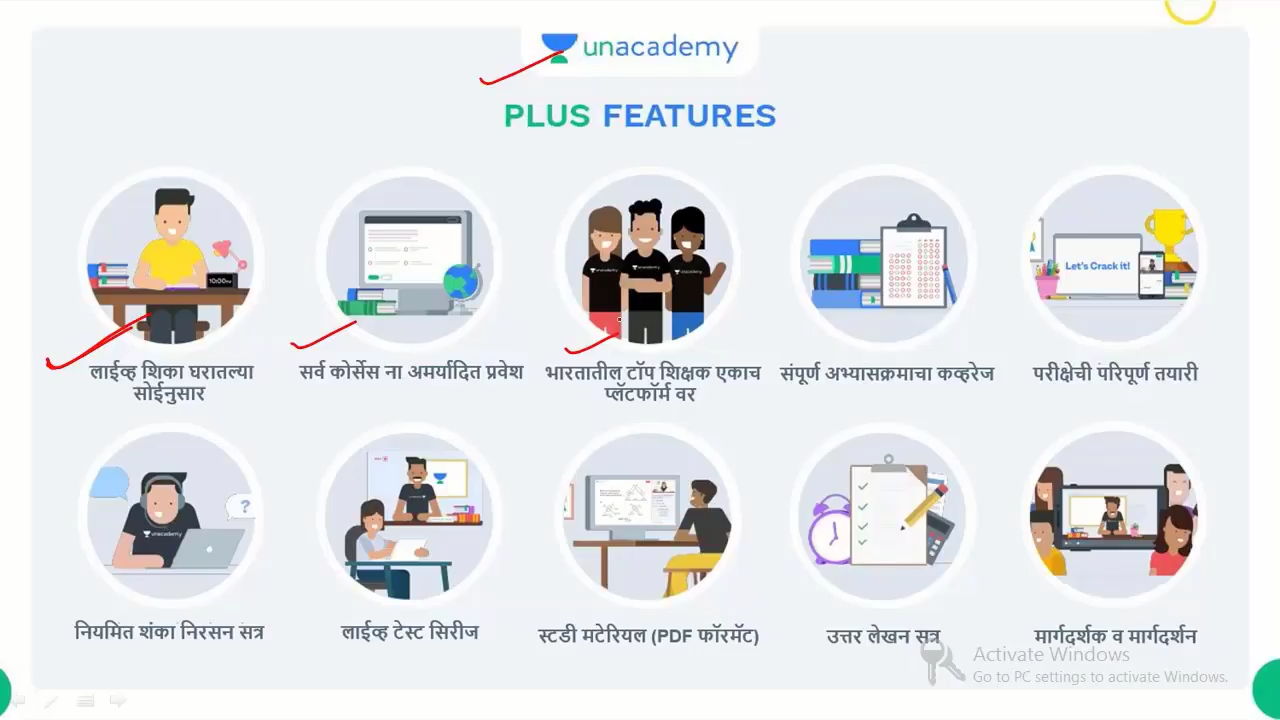 unacademy
PLUS FEATURES
10:00
Let's Crack it!
लाईव्ह शिका घरातल्या
सोईनुसार
सर्व कोर्सेस ना अमर्यादित प्रवेश
भारतातील टॉप शिक्षक एकाच
प्लॅटफॉर्म वर
संपूर्ण अभ्यासक्रमाचा कव्हरेज
परीक्षेची परिपूर्ण तयारी
?
unacademy
नियमित शंका निरसन सत्र
लाईव्ह टेस्ट सिरीज
स्टडी मटेरियल (PDF फॉरमॅट)
उत्तर लेखन सत्र
मार्गदर्शक व मार्गदर्शन
Activate Windows
Go to PC settings to activate Windows.